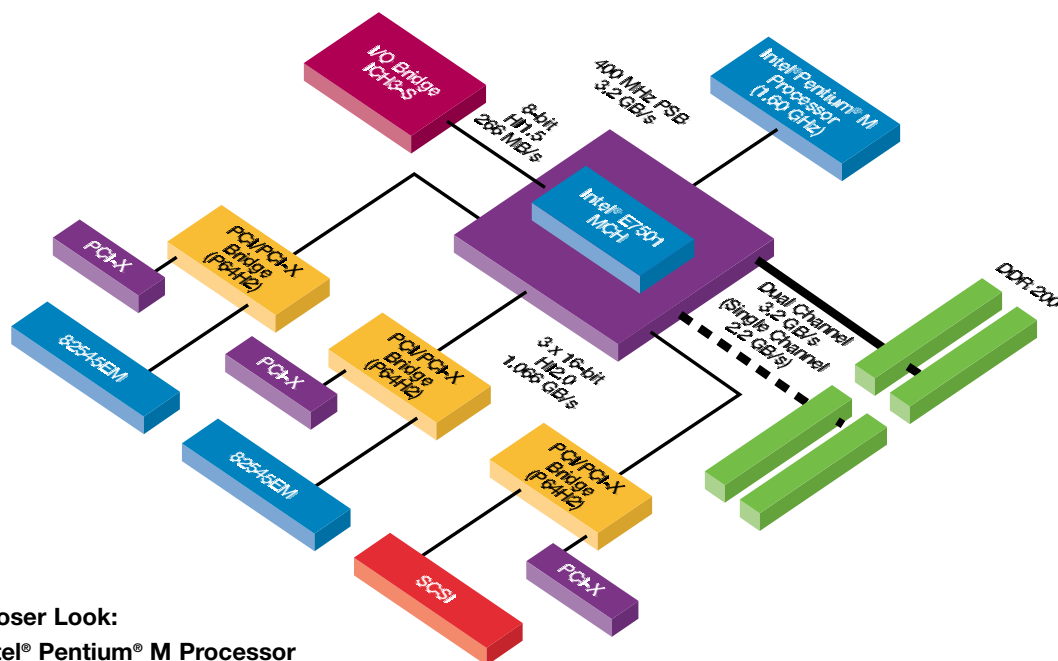 I/O Bridge
ICH3-S
8-bit
HI1.5
266 MB/s
400 MHz PSB
3.2 GB/s
Intel® Pentium® M
Processor
(1.60 GHz)
Intel® E7501
MCH
PCI-X
PCI/PCI-X
Bridge
(P64H2)
82545EM
PCI-X
PCI/PCI-X
Bridge
(P64H2)
82545EM
3 x 16-bit
HI2.0
1.066 GB/s
Dual Channel
3.2 GB/s
(Single Channel
2.2 GB/s)
DDR 200
PCI/PCI-X
Bridge
(P64H2)
SCSI
PCI-X
oser Look:
tel® Pentium® M Processor